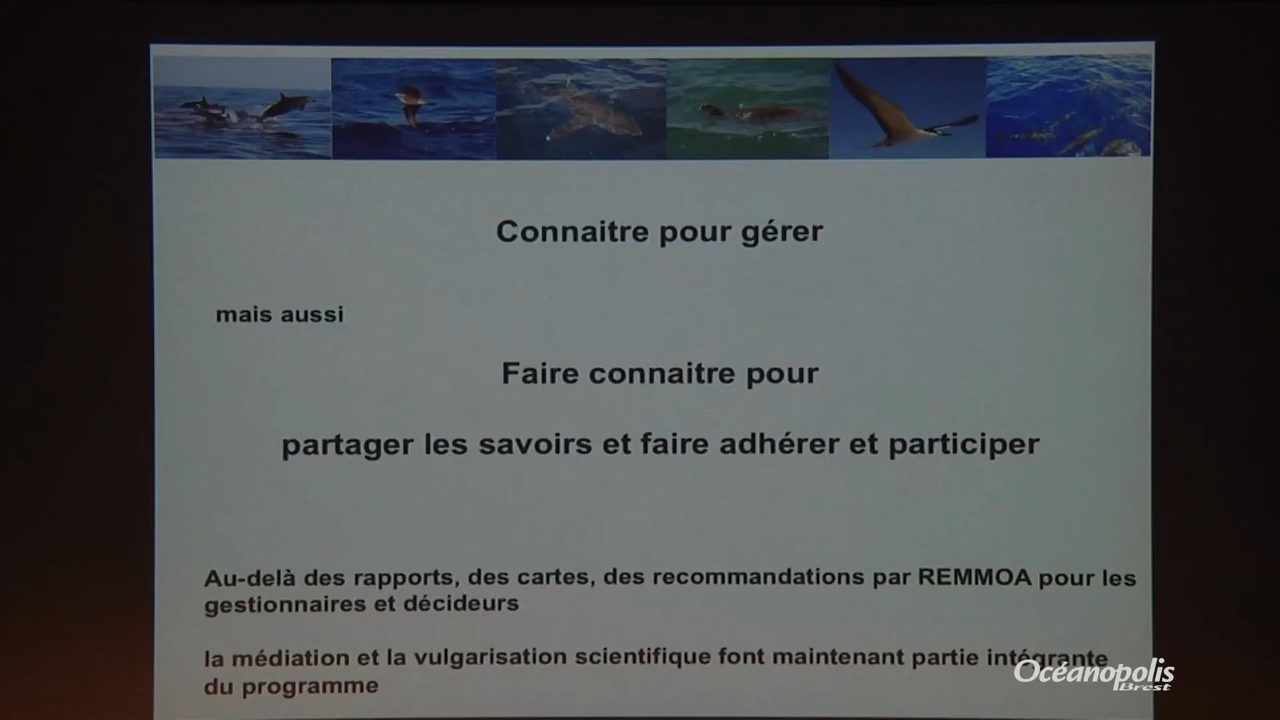 Connaitre pour gérer
mais aussi
Faire connaitre pour
partager les savoirs et faire adhérer et participer
Au-delà des rapports, des cartes, des recommandations par REMMOA pour les
gestionnaires et décideurs
la médiation et la vulgarisation scientifique font maintenant partie intégrante
du programme
Océanopolis
Brest